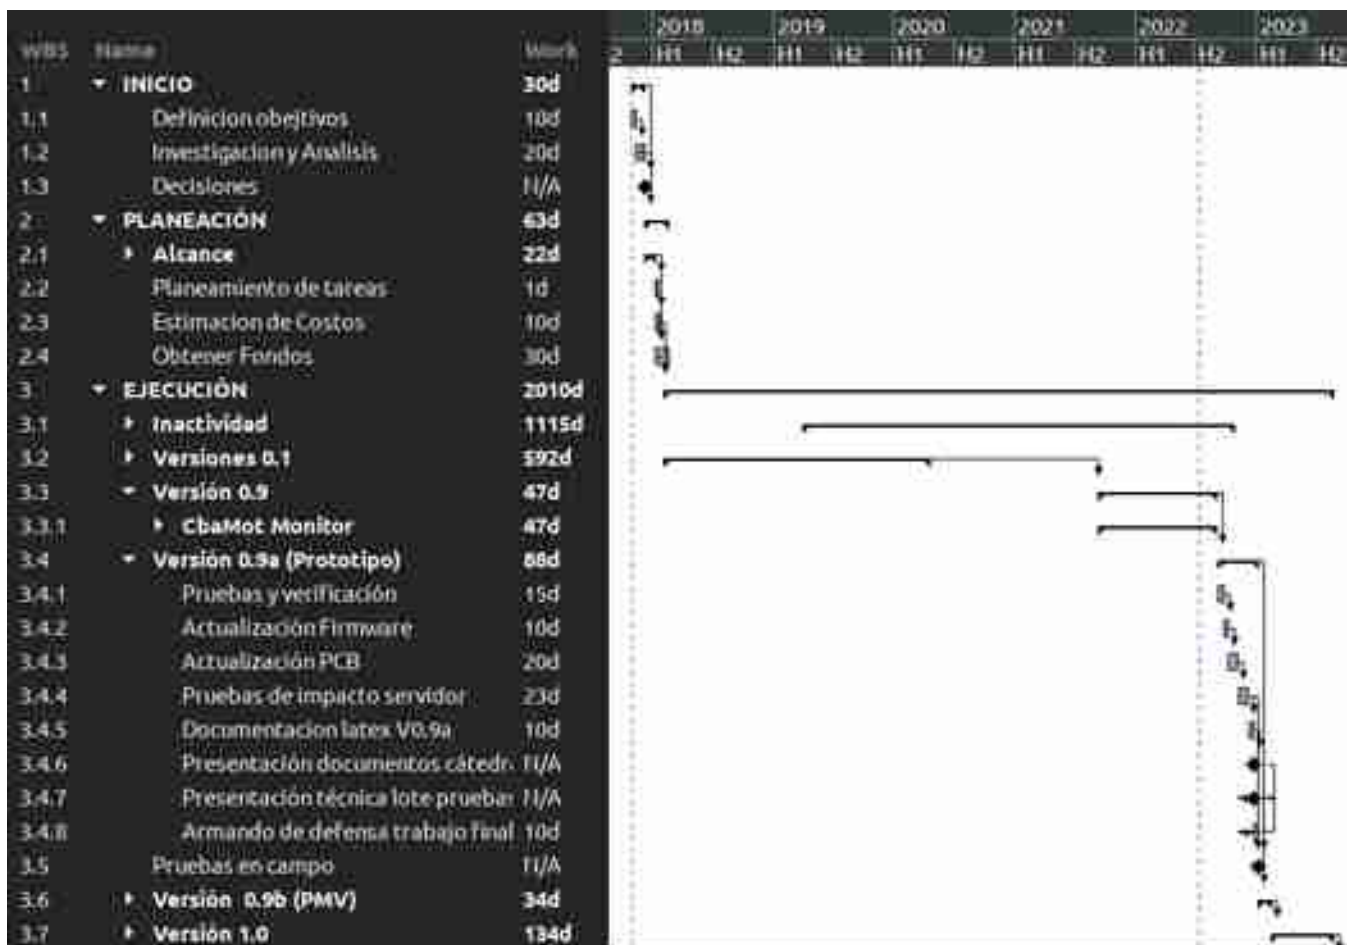 2018 2019 2020 2021 2022 2023
WBS Name Work 2 H1 H2 H1 H2 H1 H2 H1 H2 H1 H2 H1 H2
1 INICIO 30d
1.1 Definicion obejtivos 10d
1.2 Investigacion y Analisis 20d
1.3 Decisiones N/A
2 PLANEACIÓN 63d
2.1 Alcance 22d
2.2 Planeamiento de tareas 1d
2.3 Estimacion de Costos 10d
2.4 Obtener Fondos 30d
3 EJECUCIÓN 2010d
3.1 Inactividad 1115d
3.2 Versiones 0.1 592d
3.3 Versión 0.9 47d
3.3.1 CbaMot Monitor 47d
3.4 Versión 0.9a (Prototipo) 88d
3.4.1 Pruebas y verificación 15d
3.4.2 Actualización Firmware 10d
3.4.3 Actualización PCB 20d
3.4.4 Pruebas de impacto servidor 23d
3.4.5 Documentacion latex V0.9a 10d
3.4.6 Presentación documentos cátedr N/A
3.4.7 Presentación técnica lote pruebas N/A
3.4.8 Armando de defensa trabajo final 10d
3.5 Pruebas en campo N/A
3.6 Versión 0.9b (PMV) 34d
3.7 Versión 1.0 134d